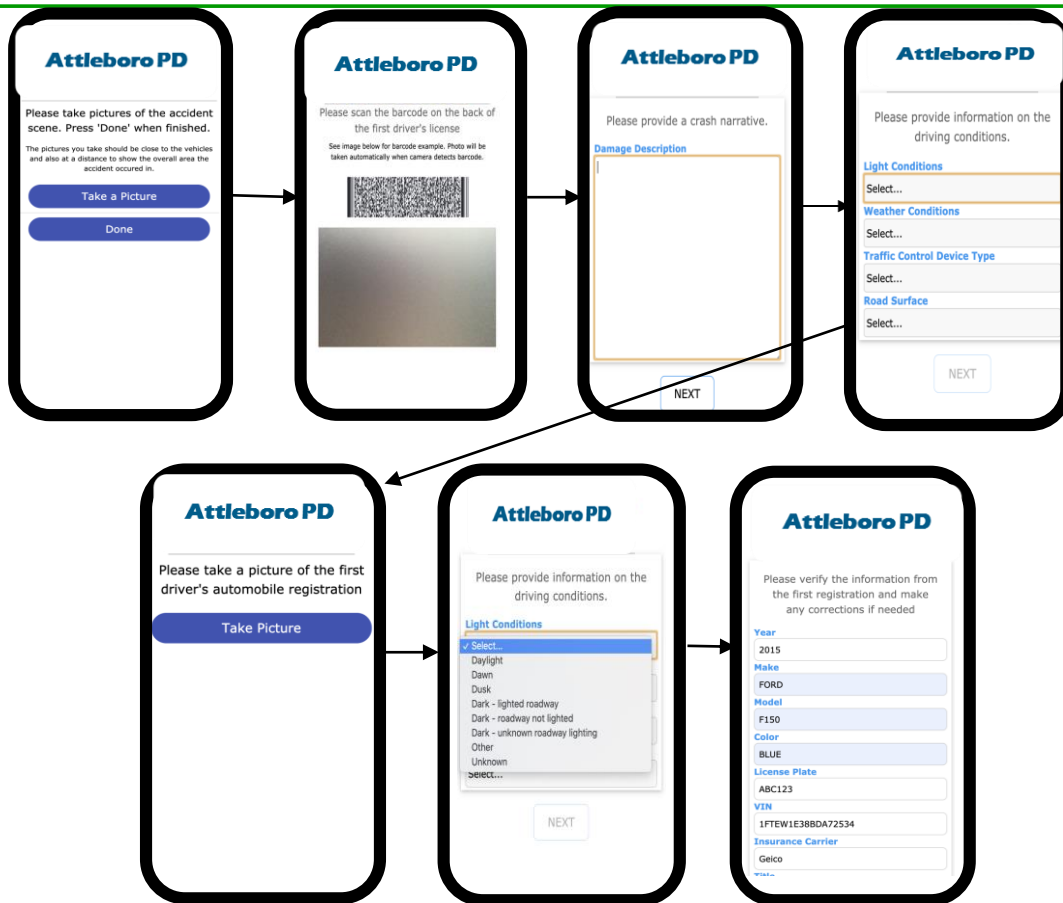 Attleboro PD
Please take pictures of the accident
scene. Press 'Done' when finished.
The pictures you take should be close to the vehicles
and also at a distance to show the overall area the
accident occured in.
Take a Picture
Done
Attleboro PD
Please scan the barcode on the back of
the first driver's license
See image below for barcode example. Photo will be
taken automatically when camera detects barcode.
Attleboro PD
Please provide a crash narrative.
Damage Description
NEXT
Attleboro PD
Please provide information on the
driving conditions.
Light Conditions
Select...
Weather Conditions
Select...
Traffic Control Device Type
Select...
Road Surface
Select...
NEXT
Attleboro PD
Please take a picture of the first
driver's automobile registration
Take Picture
Attleboro PD
Please provide information on the
driving conditions.
Light Conditions
✓ Select...
Daylight
Dawn
Dusk
Dark - lighted roadway
Dark - roadway not lighted
Dark - unknown roadway lighting
Other
Unknown
Select...
NEXT
Attleboro PD
Please verify the information from
the first registration and make
any corrections if needed
Year
2015
Make
FORD
Model
F150
Color
BLUE
License Plate
ABC123
VIN
1FTEW1E38BDA72534
Insurance Carrier
Geico